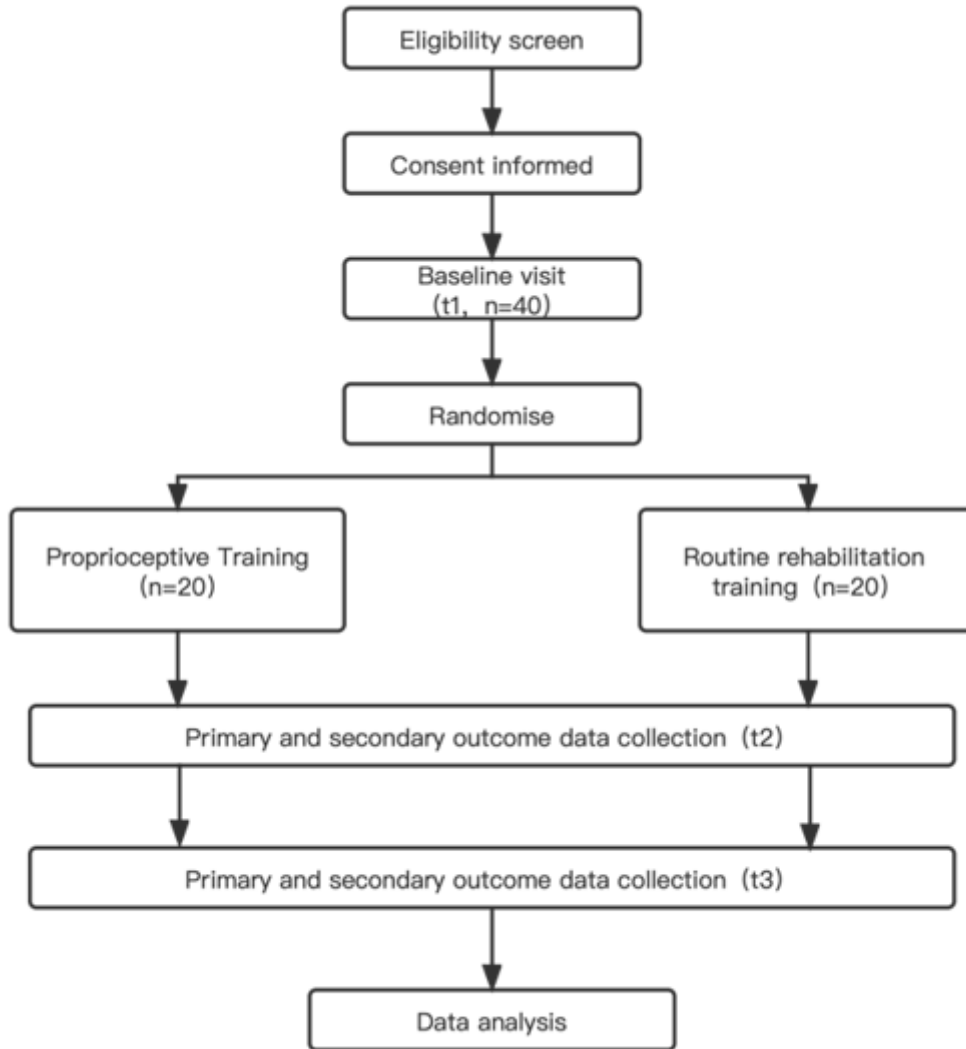 Eligibility screen
Consent informed
Baseline visit
（t1，n=40）
Randomise
Proprioceptive Training
（n=20）
Routine rehabilitation
training（n=20）
Primary and secondary outcome data collection（t2）
Primary and secondary outcome data collection（t3）
Data analysis